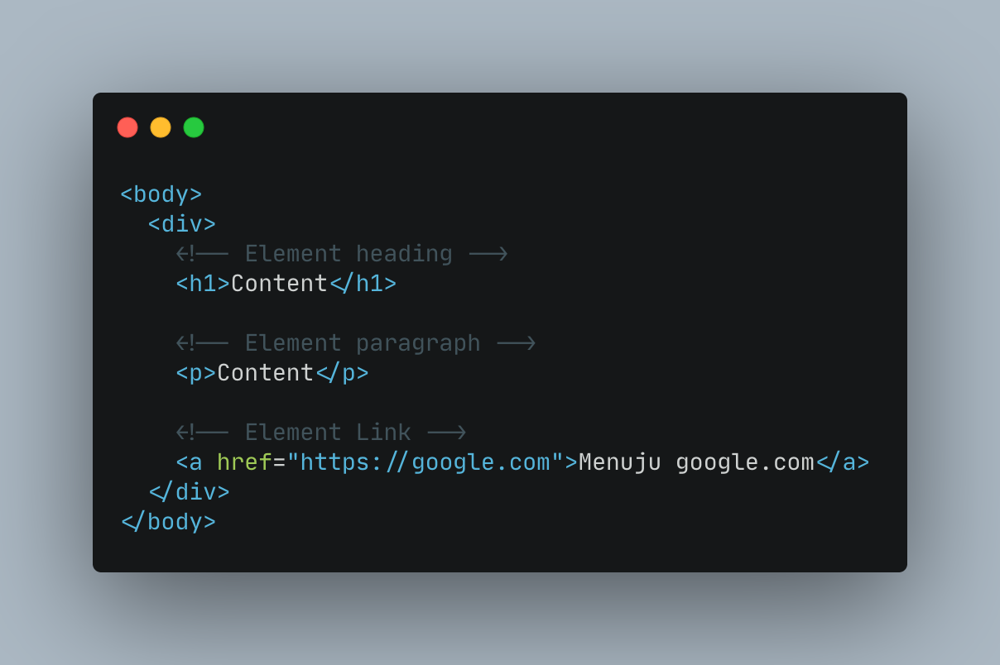 <body>
<div>
<!-- Element heading -->
<h1>Content</h1>
<!-- Element paragraph -->
<p>Content</p>
<!-- Element Link -->
<a href="https://google.com">Menuju google.com</a>
</div>
</body>